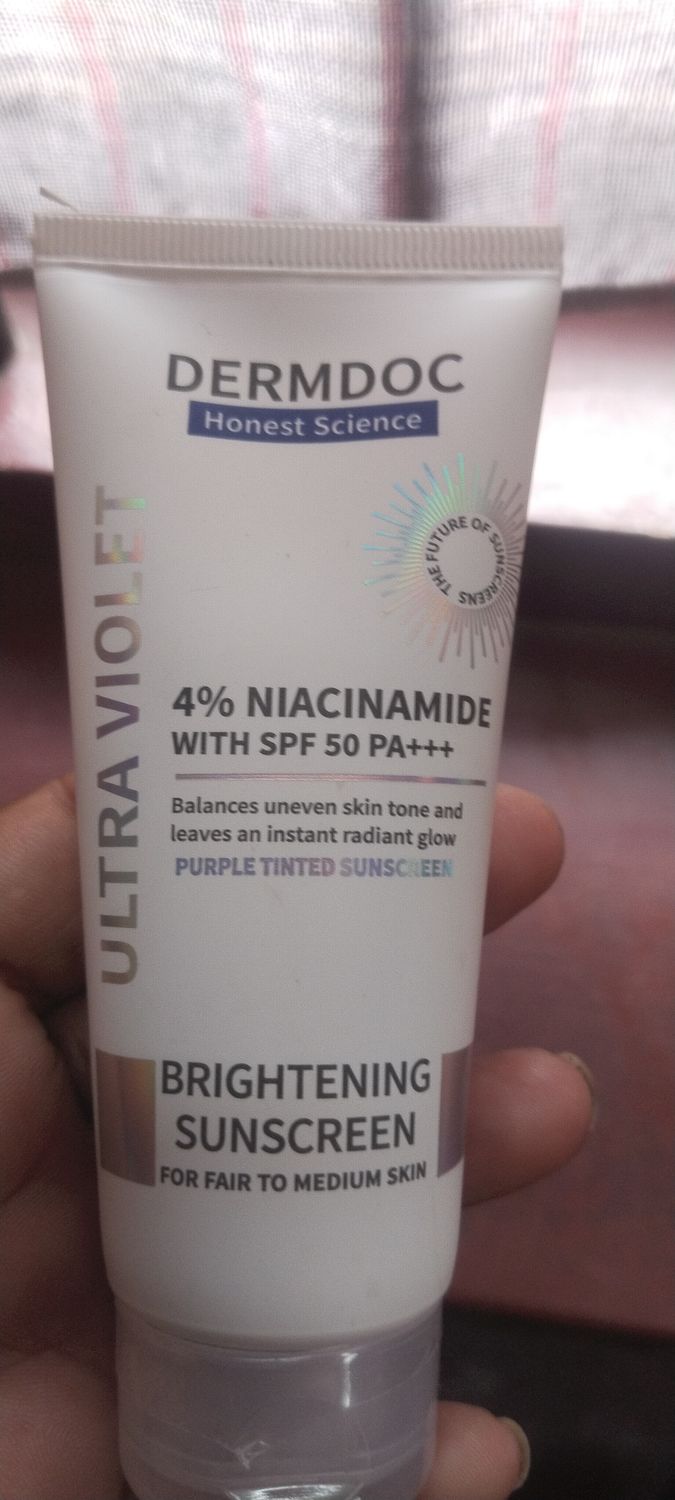 DERMDOC
Honest Science
THE FUTURE OF SUNSCREENS
ULTRA VIOLET
4% NIACINAMIDE
WITH SPF 50 PA+++
Balances uneven skin tone and
leaves an instant radiant glow
PURPLE TINTED SUNSCREEN
BRIGHTENING
SUNSCREEN
FOR FAIR TO MEDIUM SKIN